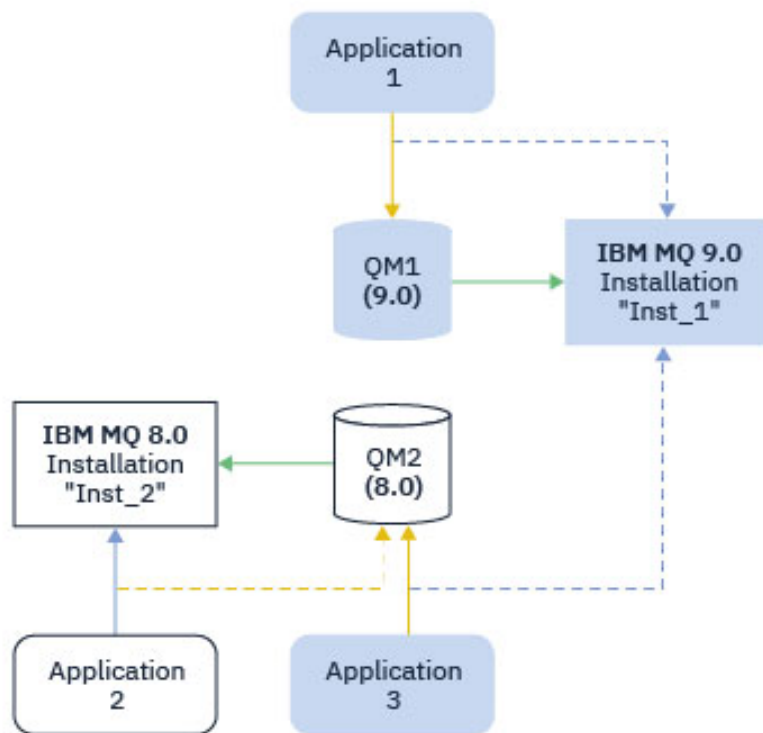 Application
1
QM1
(9.0)
IBM MQ 9.0
Installation
"Inst_1"
IBM MQ 8.0
Installation
"Inst_2"
QM2
(8.0)
Application
2
Application
3